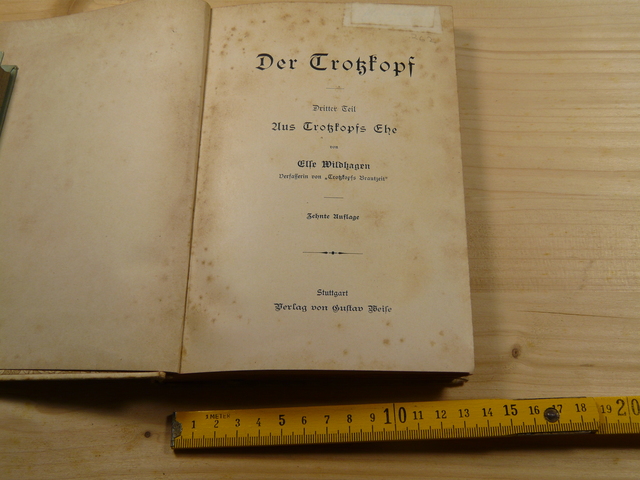 Der Trotzkopf
Dritter Teil
Aus Trotzkopfs Ehe
von
Else Wildhagen
Verfasserin von „Trotzkopfs Brautzeit“
Zehnte Auflage
Stuttgart
Verlag von Gustav Weise
1 METER
1 2 3 4 5 6 7 8 9 10 11 12 13 14 15 16 17 18 19 20